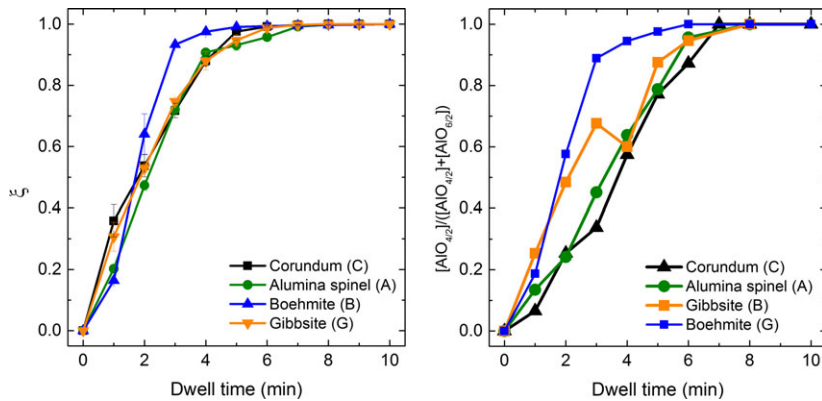 1.0
0.8
0.6
0.4
0.2
0.0
ξ
Corundum (C)
Alumina spinel (A)
Boehmite (B)
Gibbsite (G)
0 2 4 6 8 10
Dwell time (min)
1.0
0.8
0.6
0.4
0.2
0.0
[AlO4/2]/([AlO4/2]+[AlO6/2])
Corundum (C)
Alumina spinel (A)
Gibbsite (B)
Boehmite (G)
0 2 4 6 8 10
Dwell time (min)